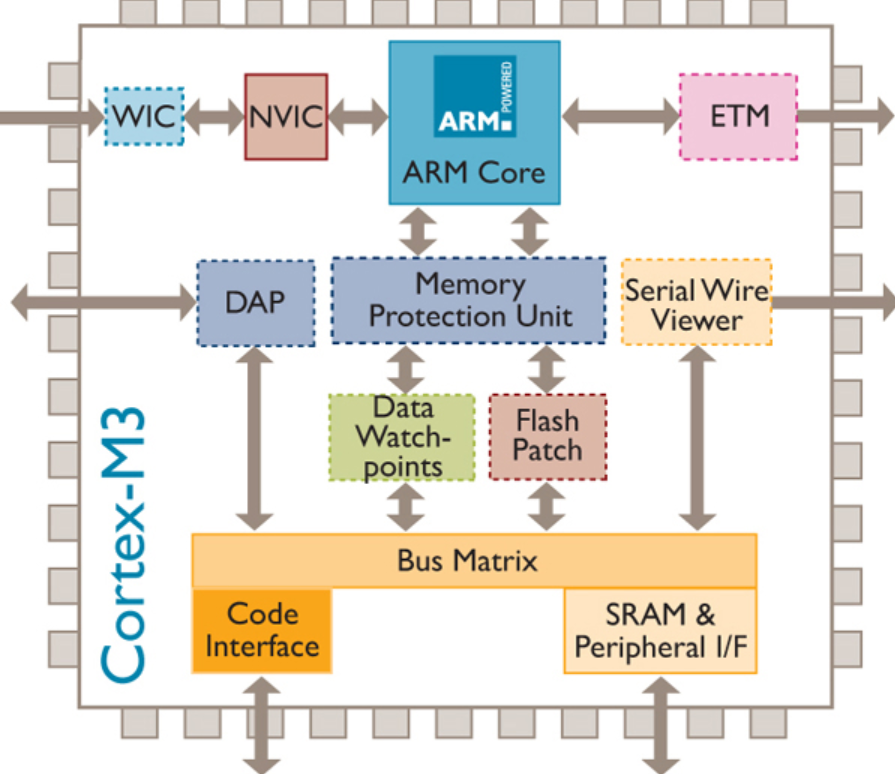 WIC
NVIC
ARM
POWERED
ARM Core
ETM
DAP
Memory
Protection Unit
Serial Wire
Viewer
Data
Watch-
points
Flash
Patch
Cortex-M3
Bus Matrix
Code
Interface
SRAM &
Peripheral I/F